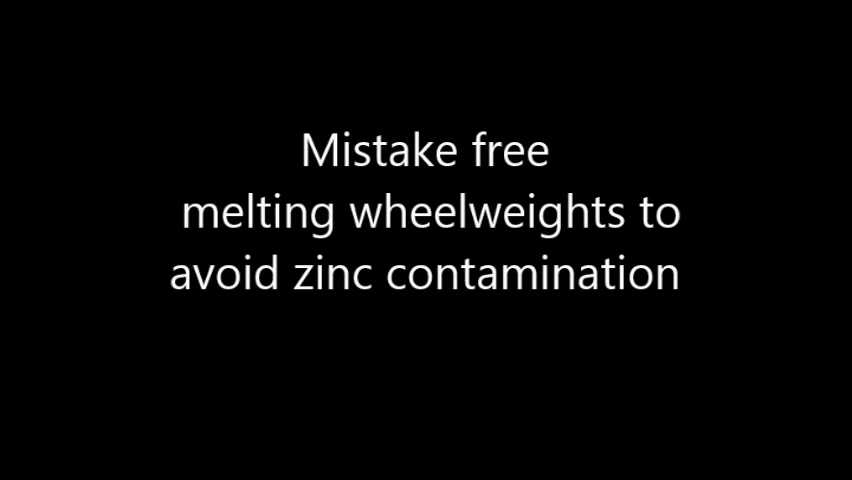 Mistake free
melting wheelweights to
avoid zinc contamination